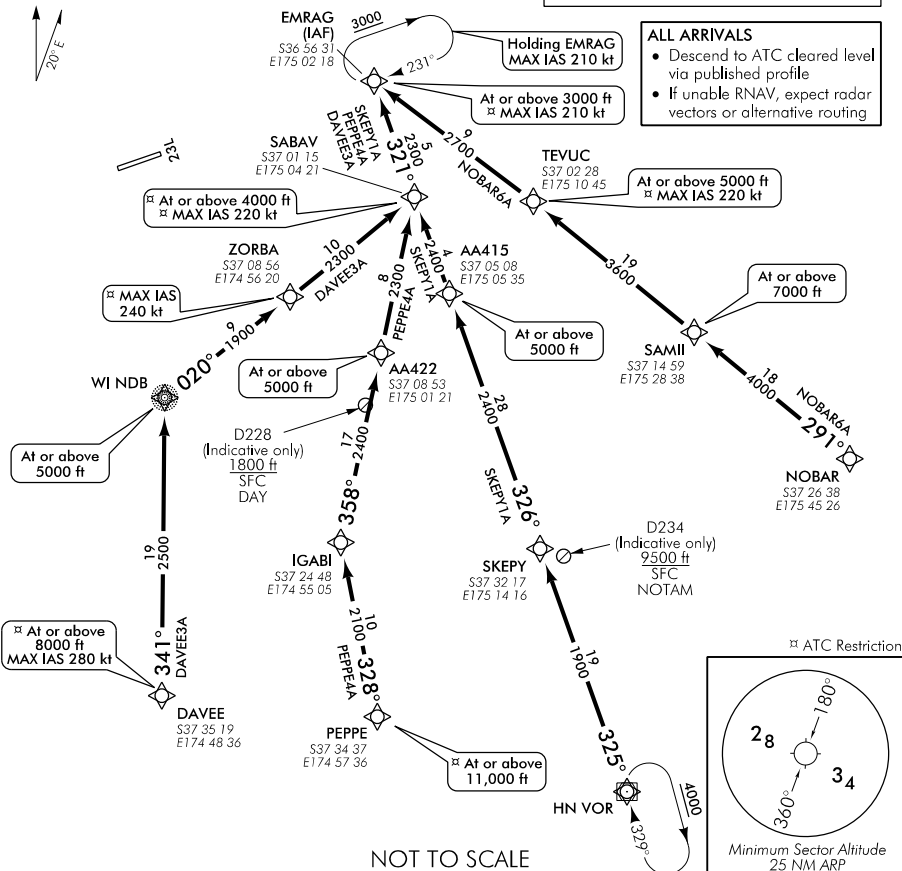 20° E
EMRAG
(IAF)
S36 56 31
E175 02 18
3000
231°
Holding EMRAG
MAX IAS 210 kt
At or above 3000 ft
¤ MAX IAS 210 kt
ALL ARRIVALS
• Descend to ATC cleared level
via published profile
• If unable RNAV, expect radar
vectors or alternative routing
23L
SABAV
S37 01 15
E175 04 21
¤ At or above 4000 ft
¤ MAX IAS 220 kt
SKEPY1A
PEPPE4A
DAVEE3A
5
2300
321°
9
2700
NOBAR6A
TEVUC
S37 02 28
E175 10 45
At or above 5000 ft
¤ MAX IAS 220 kt
ZORBA
S37 08 56
E174 56 20
10
2300
DAVEE3A
¤ MAX IAS
240 kt
8
2300
PEPPE4A
4
2400
SKEPY1A
AA415
S37 05 08
E175 05 35
At or above
5000 ft
19
3600
At or above
7000 ft
SAMII
S37 14 59
E175 28 38
WI NDB
020°
9
1900
At or above
5000 ft
At or above
5000 ft
AA422
S37 08 53
E175 01 21
D228
(Indicative only)
1800 ft
SFC
DAY
17
2400
358°
28
2400
SKEPY1A
326°
18
4000
NOBAR6A
291°
NOBAR
S37 26 38
E175 45 26
19
2500
341°
DAVEE3A
IGABI
S37 24 48
E174 55 05
SKEPY
S37 32 17
E175 14 16
D234
(Indicative only)
9500 ft
SFC
NOTAM
¤ At or above
8000 ft
MAX IAS 280 kt
DAVEE
S37 35 19
E174 48 36
10
2100
328°
PEPPE4A
PEPPE
S37 34 37
E174 57 36
¤ At or above
11,000 ft
19
1900
325°
HN VOR
4000
329°
¤ ATC Restriction
180°
28
34
360°
Minimum Sector Altitude
25 NM ARP
NOT TO SCALE